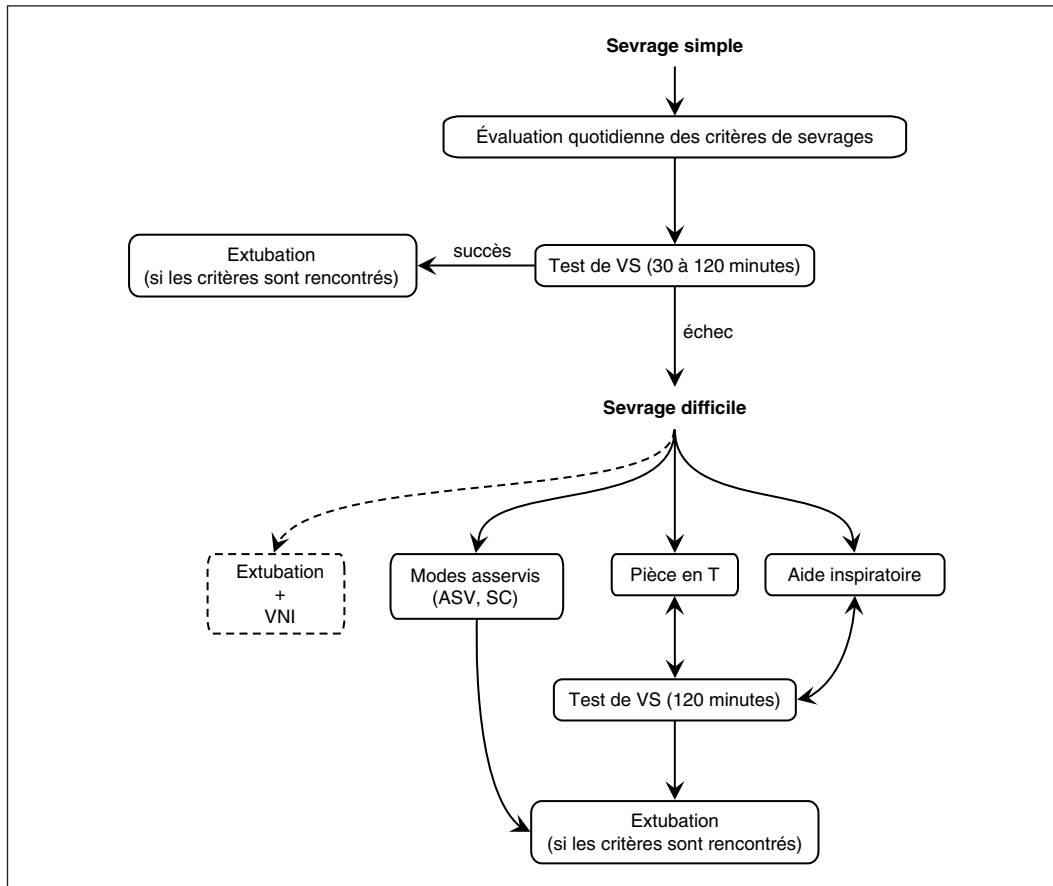 Sevrage simple
Évaluation quotidienne des critères de sevrages
Extubation
(si les critères sont rencontrés)
succès
Test de VS (30 à 120 minutes)
échec
Sevrage difficile
Extubation
+
VNI
Modes asservis
(ASV, SC)
Pièce en T
Aide inspiratoire
Test de VS (120 minutes)
Extubation
(si les critères sont rencontrés)